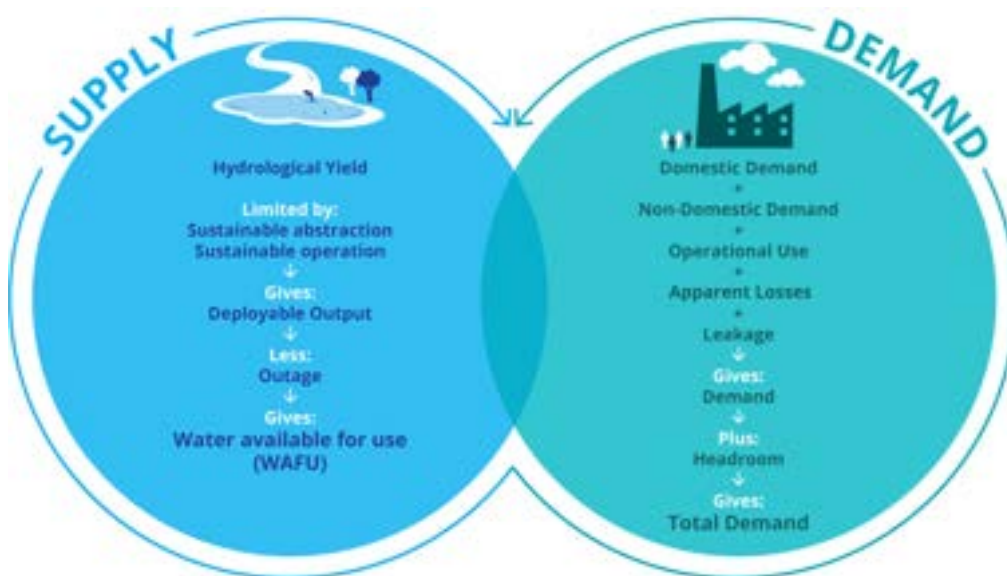 SUPPLY
Hydrological Yield
Limited by:
Sustainable abstraction
Sustainable operation
↓
Gives:
Deployable Output
↓
Less:
Outage
↓
Gives:
Water available for use
(WAFU)
DEMAND
Domestic Demand
+
Non-Domestic Demand
+
Operational Use
+
Apparent Losses
+
Leakage
↓
Gives:
Demand
↓
Plus:
Headroom
↓
Gives:
Total Demand